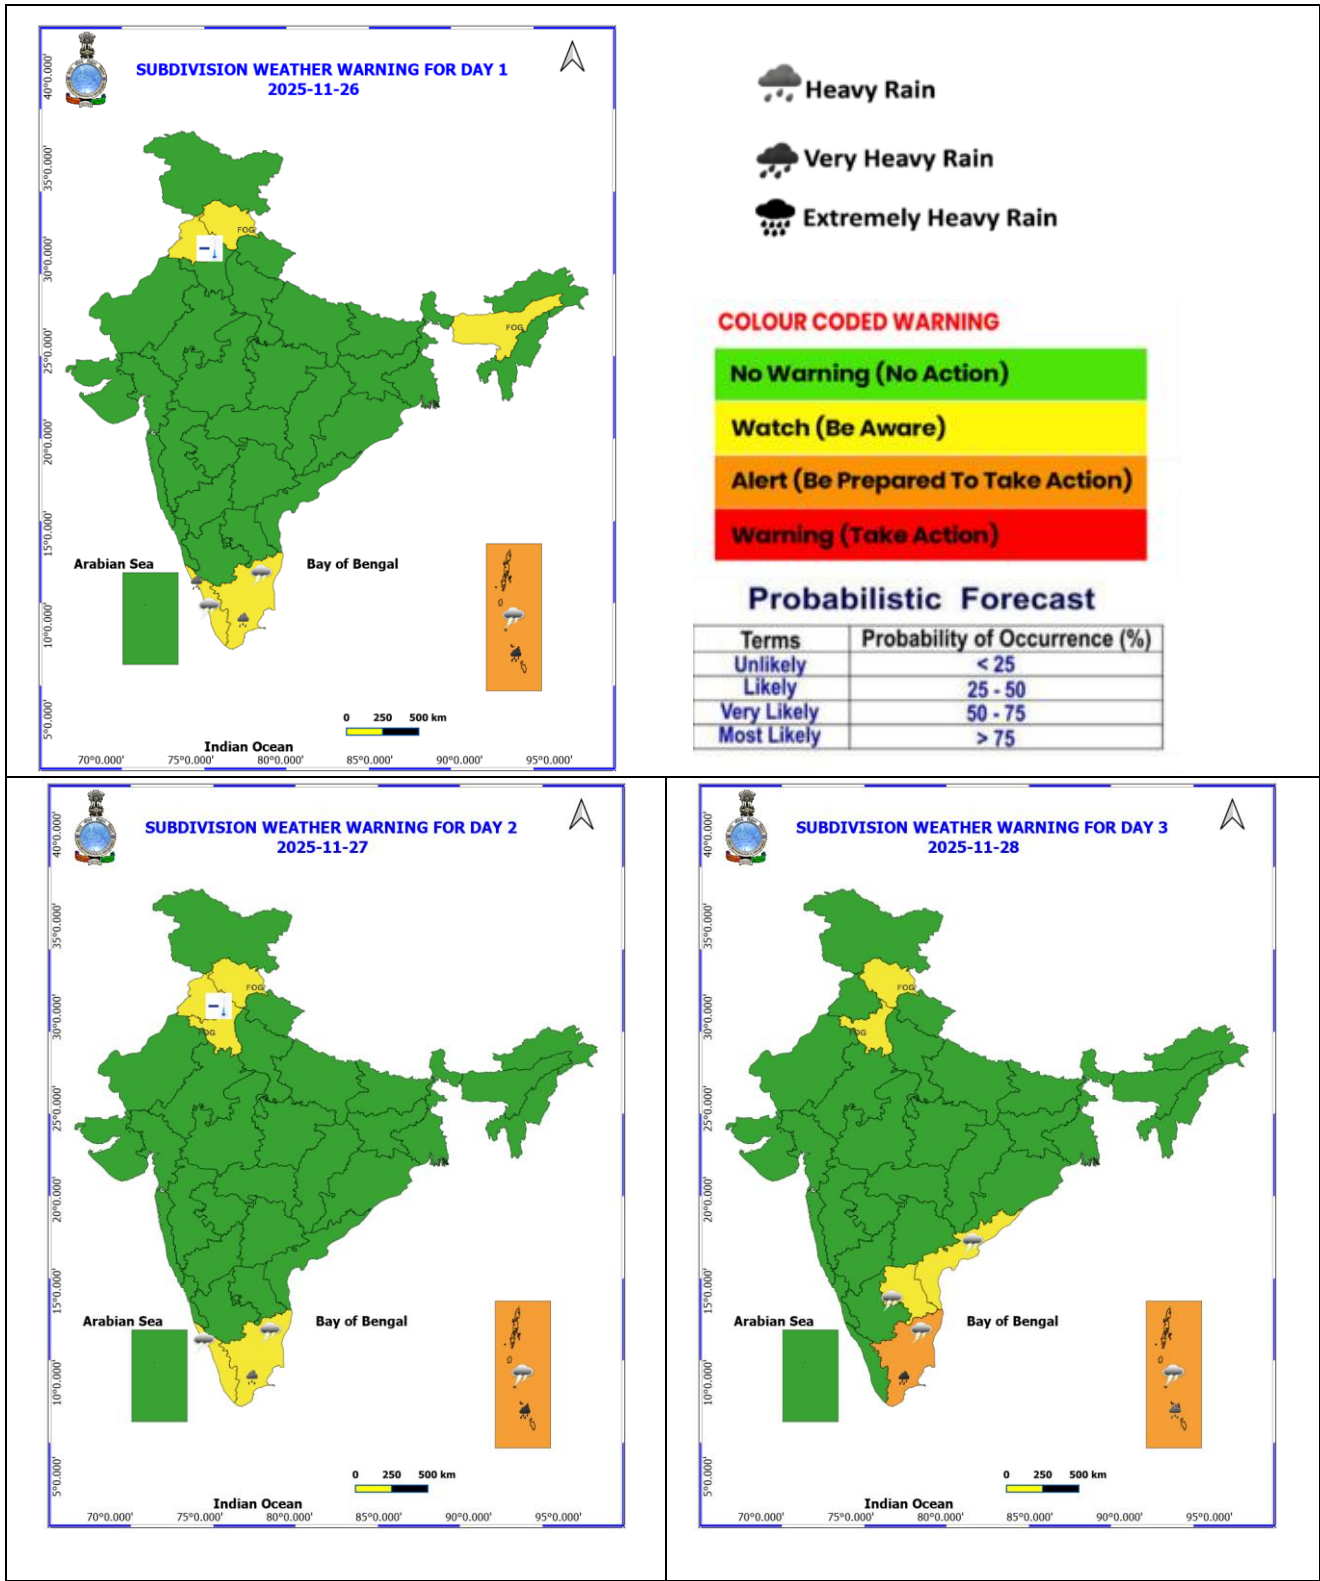 SUBDIVISION WEATHER WARNING FOR DAY 1
2025-11-26
40°0.000'
35°0.000'
30°0.000'
25°0.000'
20°0.000'
15°0.000'
10°0.000'
5°0.000'
FOG
FOG
Arabian Sea
Bay of Bengal
0 250 500 km
Indian Ocean
70°0.000' 75°0.000' 80°0.000' 85°0.000' 90°0.000' 95°0.000'
Heavy Rain
Very Heavy Rain
Extremely Heavy Rain
COLOUR CODED WARNING
No Warning (No Action)
Watch (Be Aware)
Alert (Be Prepared To Take Action)
Warning (Take Action)
Probabilistic Forecast
Terms Probability of Occurrence (%)
Unlikely < 25
Likely 25 - 50
Very Likely 50 - 75
Most Likely > 75
SUBDIVISION WEATHER WARNING FOR DAY 2
2025-11-27
40°0.000'
35°0.000'
30°0.000'
25°0.000'
20°0.000'
15°0.000'
10°0.000'
5°0.000'
FOG
FOG
Arabian Sea
Bay of Bengal
0 250 500 km
Indian Ocean
70°0.000' 75°0.000' 80°0.000' 85°0.000' 90°0.000' 95°0.000'
SUBDIVISION WEATHER WARNING FOR DAY 3
2025-11-28
40°0.000'
35°0.000'
30°0.000'
25°0.000'
20°0.000'
15°0.000'
10°0.000'
5°0.000'
FOG
FOG
Arabian Sea
Bay of Bengal
0 250 500 km
Indian Ocean
70°0.000' 75°0.000' 80°0.000' 85°0.000' 90°0.000' 95°0.000'